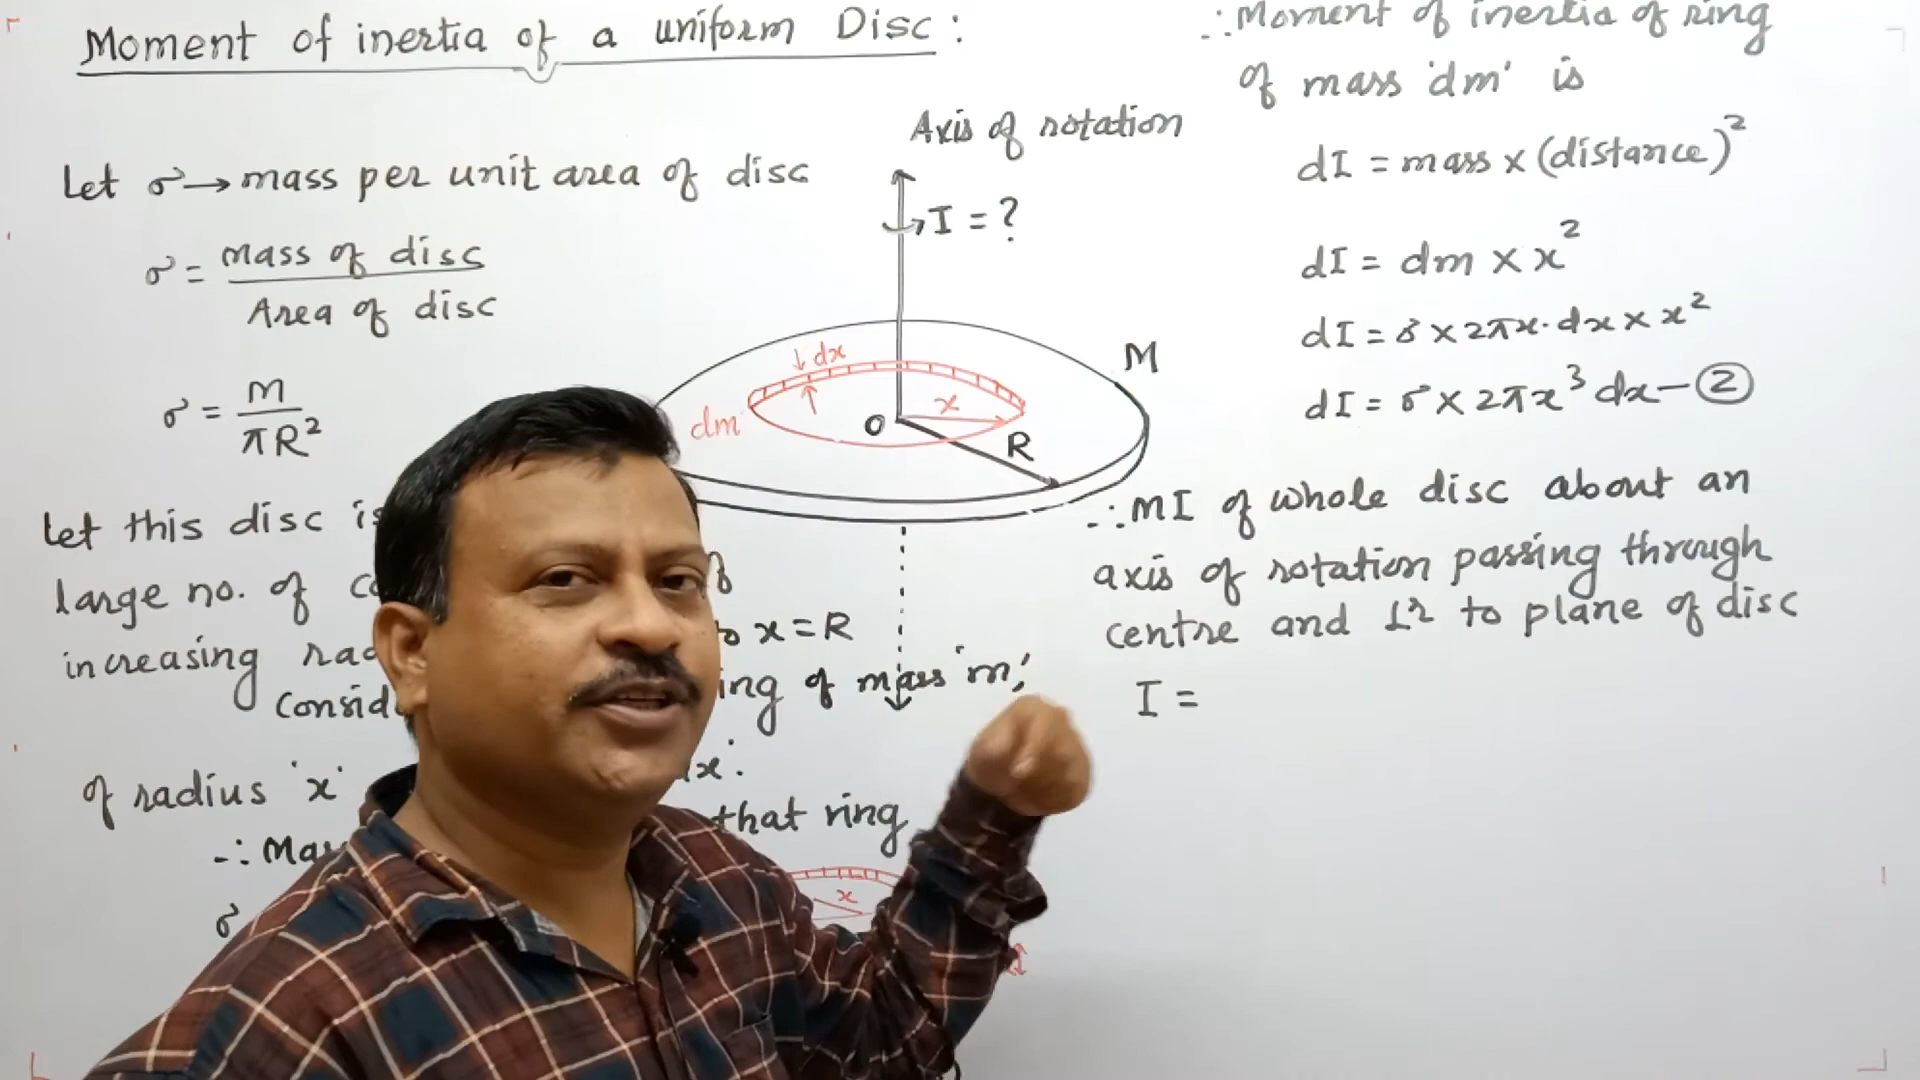 Moment of inertia of a uniform Disc :
Let σ → mass per unit area of disc
σ = mass of disc
Area of disc
σ = M
πR²
Let this disc is
large no. of
increasing
Consid
of radius 'x'
∴
σ
Axis of rotation
I = ?
dx
M
dm
x
O
R
x = R
ing of mass 'm',
that ring
x
∴ Moment of inertia of ring
of mass 'dm' is
dI = mass × (distance)²
dI = dm × x²
dI = σ × 2πx·dx × x²
dI = σ × 2πx³ dx — ②
∴ MI of whole disc about an
axis of rotation passing through
centre and ⊥r to plane of disc
I =